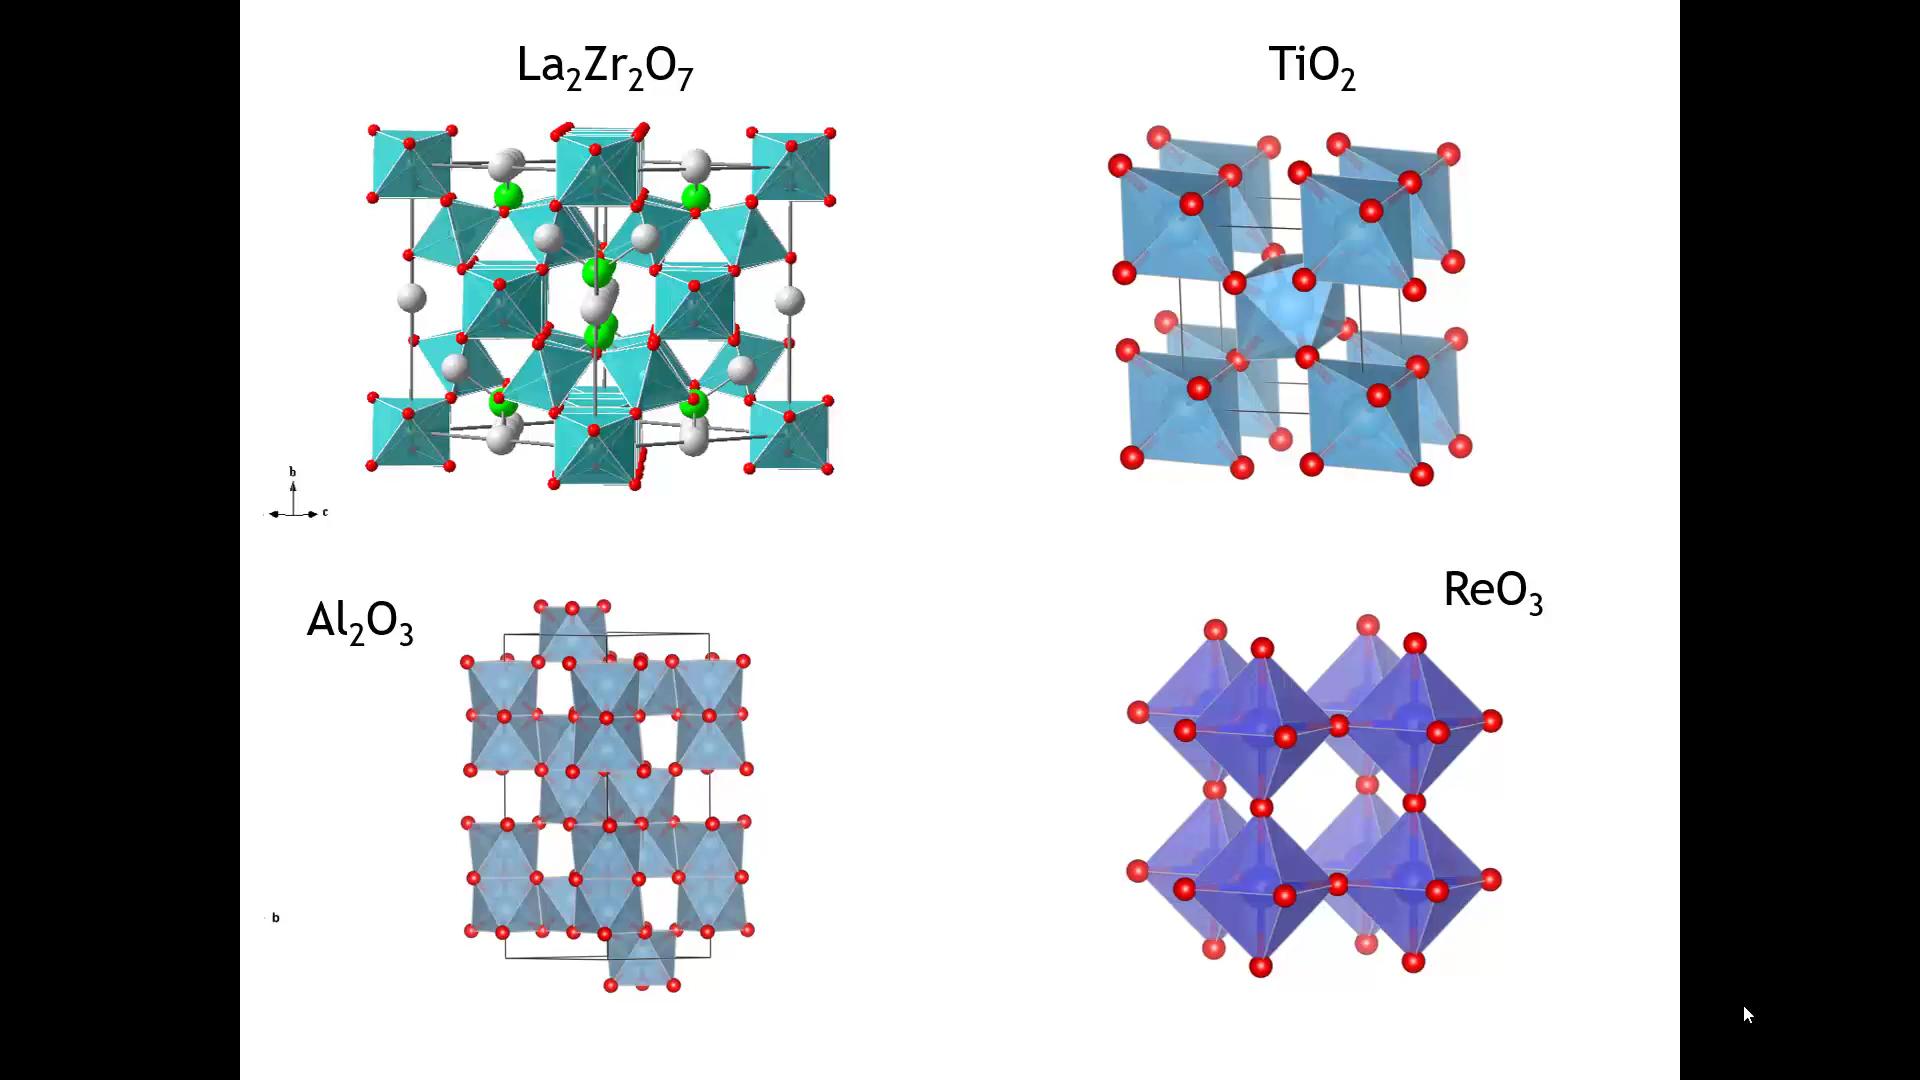 La₂Zr₂O₇
TiO₂
b
c
Al₂O₃
ReO₃
b